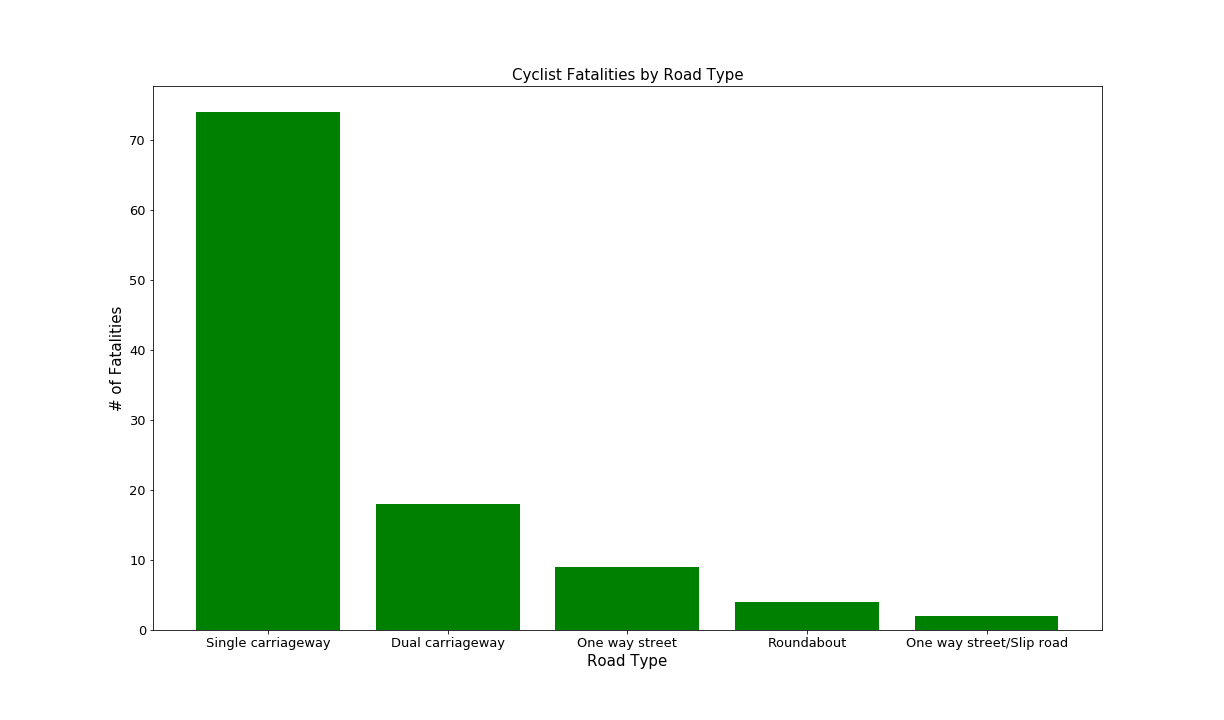 Cyclist Fatalities by Road Type
70
60
50
40
30
20
10
0
# of Fatalities
Single carriageway
Dual carriageway
One way street
Roundabout
One way street/Slip road
Road Type